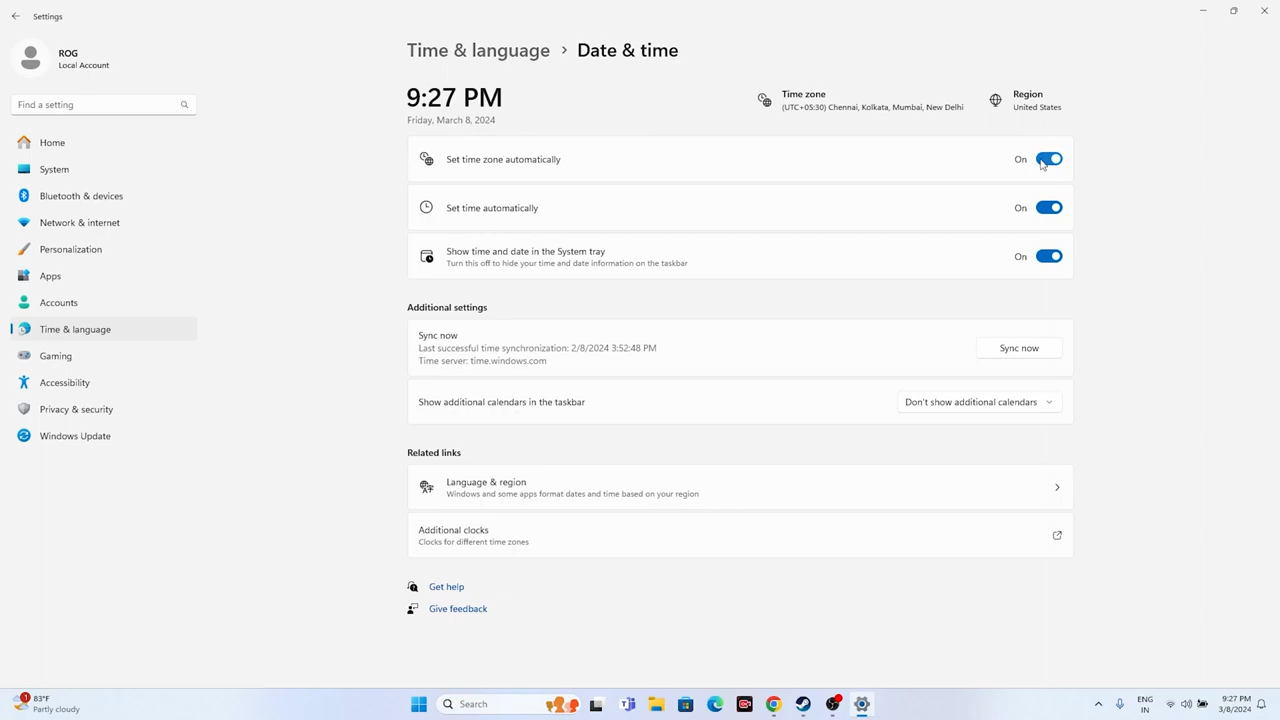 Settings
ROG
Local Account
Find a setting
Home
System
Bluetooth & devices
Network & internet
Personalization
Apps
Accounts
Time & language
Gaming
Accessibility
Privacy & security
Windows Update
Time & language > Date & time
9:27 PM
Friday, March 8, 2024
Time zone
(UTC+05:30) Chennai, Kolkata, Mumbai, New Delhi
Region
United States
Set time zone automatically
On
Set time automatically
On
Show time and date in the System tray
Turn this off to hide your time and date information on the taskbar
On
Additional settings
Sync now
Last successful time synchronization: 2/8/2024 3:52:48 PM
Time server: time.windows.com
Sync now
Show additional calendars in the taskbar
Don't show additional calendars
Related links
Language & region
Windows and some apps format dates and time based on your region
Additional clocks
Clocks for different time zones
Get help
Give feedback
1
83°F
Partly cloudy
Search
ENG
IN
9:27 PM
3/8/2024